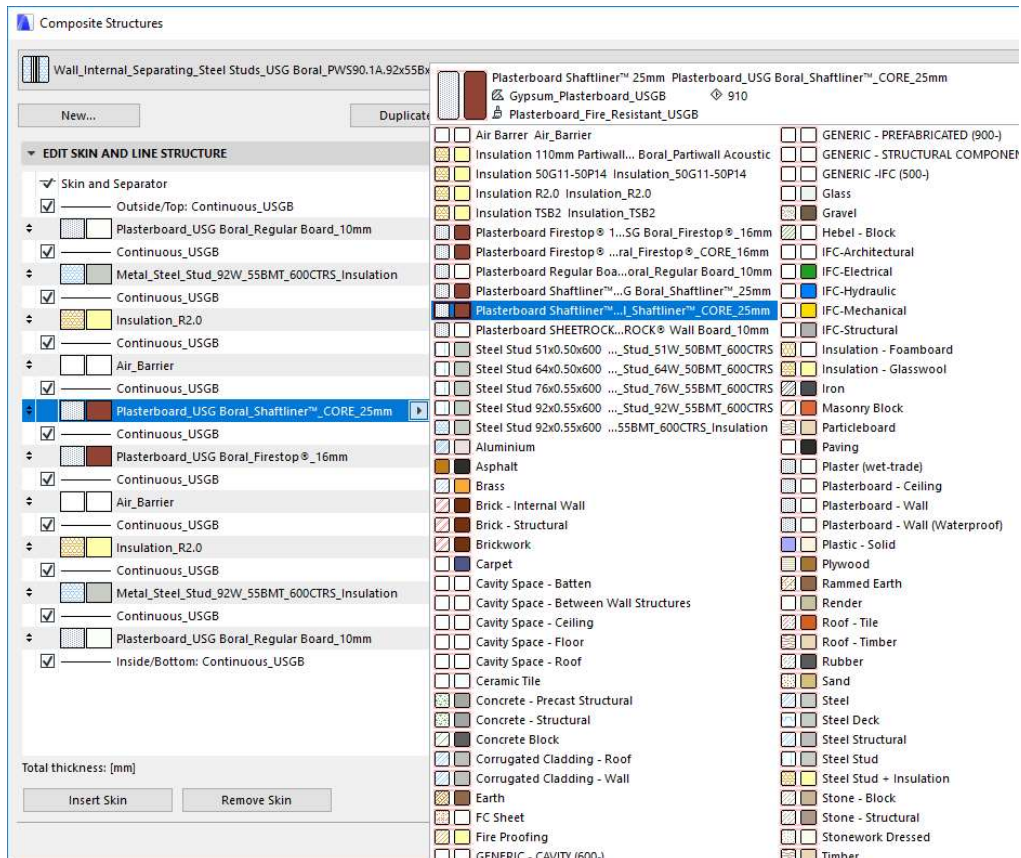 Composite Structures
Wall_Internal_Separating_Steel Studs_USG Boral_PWS90.1A.92x55Bx
New...
Duplicate
EDIT SKIN AND LINE STRUCTURE
Skin and Separator
Outside/Top: Continuous_USGB
Plasterboard_USG Boral_Regular Board_10mm
Continuous_USGB
Metal_Steel_Stud_92W_55BMT_600CTRS_Insulation
Continuous_USGB
Insulation_R2.0
Continuous_USGB
Air_Barrier
Continuous_USGB
Plasterboard_USG Boral_Shaftliner™_CORE_25mm
Continuous_USGB
Plasterboard_USG Boral_Firestop®_16mm
Continuous_USGB
Air_Barrier
Continuous_USGB
Insulation_R2.0
Continuous_USGB
Metal_Steel_Stud_92W_55BMT_600CTRS_Insulation
Continuous_USGB
Plasterboard_USG Boral_Regular Board_10mm
Inside/Bottom: Continuous_USGB
Total thickness: [mm]
Insert Skin
Remove Skin
Plasterboard Shaftliner™ 25mm Plasterboard_USG Boral_Shaftliner™_CORE_25mm
Gypsum_Plasterboard_USGB 910
Plasterboard_Fire_Resistant_USGB
Air Barrer Air_Barrier
Insulation 110mm Partiwall... Boral_Partiwall Acoustic
Insulation 50G11-50P14 Insulation_50G11-50P14
Insulation R2.0 Insulation_R2.0
Insulation TSB2 Insulation_TSB2
Plasterboard Firestop® 1...SG Boral_Firestop®_16mm
Plasterboard Firestop® ...ral_Firestop®_CORE_16mm
Plasterboard Regular Boa...oral_Regular Board_10mm
Plasterboard Shaftliner™...G Boral_Shaftliner™_25mm
Plasterboard Shaftliner™...l_Shaftliner™_CORE_25mm
Plasterboard SHEETROCK...ROCK® Wall Board_10mm
Steel Stud 51x0.50x600 ..._Stud_51W_50BMT_600CTRS
Steel Stud 64x0.50x600 ..._Stud_64W_50BMT_600CTRS
Steel Stud 76x0.55x600 ..._Stud_76W_55BMT_600CTRS
Steel Stud 92x0.55x600 ..._Stud_92W_55BMT_600CTRS
Steel Stud 92x0.55x600 ...55BMT_600CTRS_Insulation
Aluminium
Asphalt
Brass
Brick - Internal Wall
Brick - Structural
Brickwork
Carpet
Cavity Space - Batten
Cavity Space - Between Wall Structures
Cavity Space - Ceiling
Cavity Space - Floor
Cavity Space - Roof
Ceramic Tile
Concrete - Precast Structural
Concrete - Structural
Concrete Block
Corrugated Cladding - Roof
Corrugated Cladding - Wall
Earth
FC Sheet
Fire Proofing
GENERIC - CAVITY (600-)
GENERIC - PREFABRICATED (900-)
GENERIC - STRUCTURAL COMPONEN
GENERIC -IFC (500-)
Glass
Gravel
Hebel - Block
IFC-Architectural
IFC-Electrical
IFC-Hydraulic
IFC-Mechanical
IFC-Structural
Insulation - Foamboard
Insulation - Glasswool
Iron
Masonry Block
Particleboard
Paving
Plaster (wet-trade)
Plasterboard - Ceiling
Plasterboard - Wall
Plasterboard - Wall (Waterproof)
Plastic - Solid
Plywood
Rammed Earth
Render
Roof - Tile
Roof - Timber
Rubber
Sand
Steel
Steel Deck
Steel Structural
Steel Stud
Steel Stud + Insulation
Stone - Block
Stone - Structural
Stonework Dressed
Timber